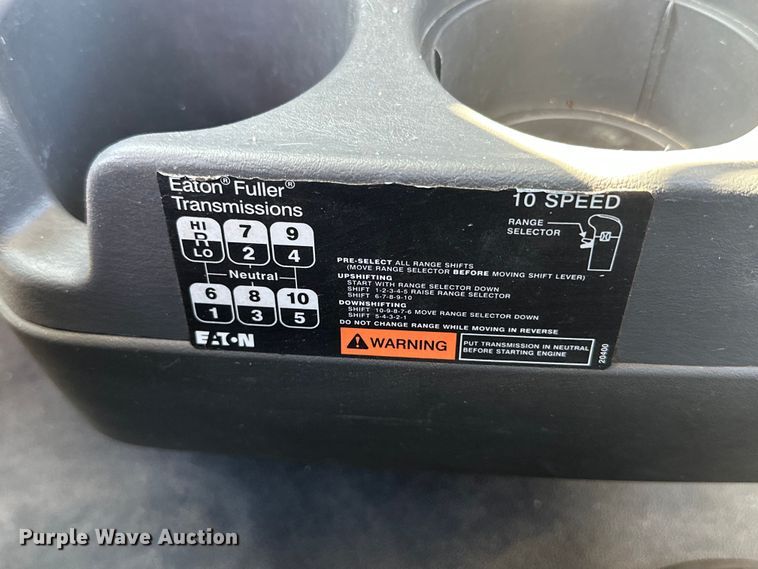 Eaton® Fuller®
Transmissions
10 SPEED
RANGE
SELECTOR
HI 7 9
R
LO 2 4
Neutral
6 8 10
1 3 5
EATON
PRE-SELECT ALL RANGE SHIFTS
(MOVE RANGE SELECTOR BEFORE MOVING SHIFT LEVER)
UPSHIFTING
START WITH RANGE SELECTOR DOWN
SHIFT 1-2-3-4-5 RAISE RANGE SELECTOR
SHIFT 6-7-8-9-10
DOWNSHIFTING
SHIFT 10-9-8-7-6 MOVE RANGE SELECTOR DOWN
SHIFT 5-4-3-2-1
DO NOT CHANGE RANGE WHILE MOVING IN REVERSE
WARNING
PUT TRANSMISSION IN NEUTRAL
BEFORE STARTING ENGINE
20400
Purple Wave Auction